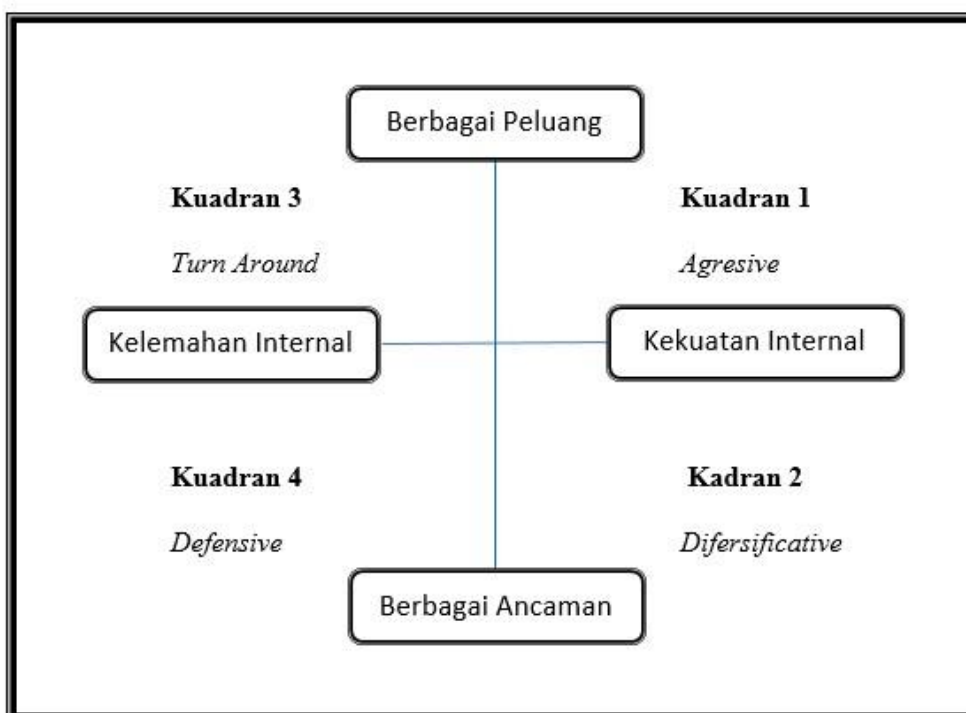 Berbagai Peluang
Kuadran 3
Kuadran 1
Turn Around
Agresive
Kelemahan Internal
Kekuatan Internal
Kuadran 4
Kadran 2
Defensive
Difersificative
Berbagai Ancaman